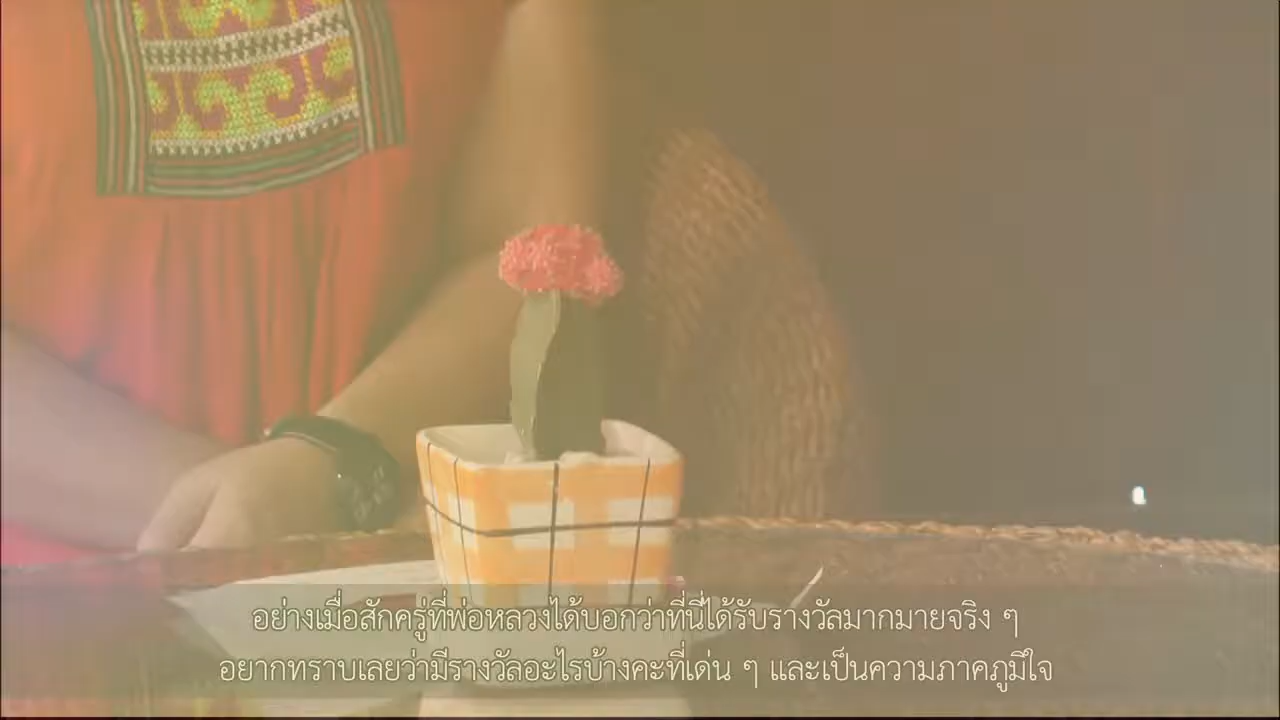 อย่างเมื่อสักครู่ที่พ่อหลวงได้บอกว่าที่นี่ได้รับรางวัลมากมายจริง ๆ
อยากทราบเลยว่ามีรางวัลอะไรบ้างคะที่เด่น ๆ และเป็นความภาคภูมิใจ